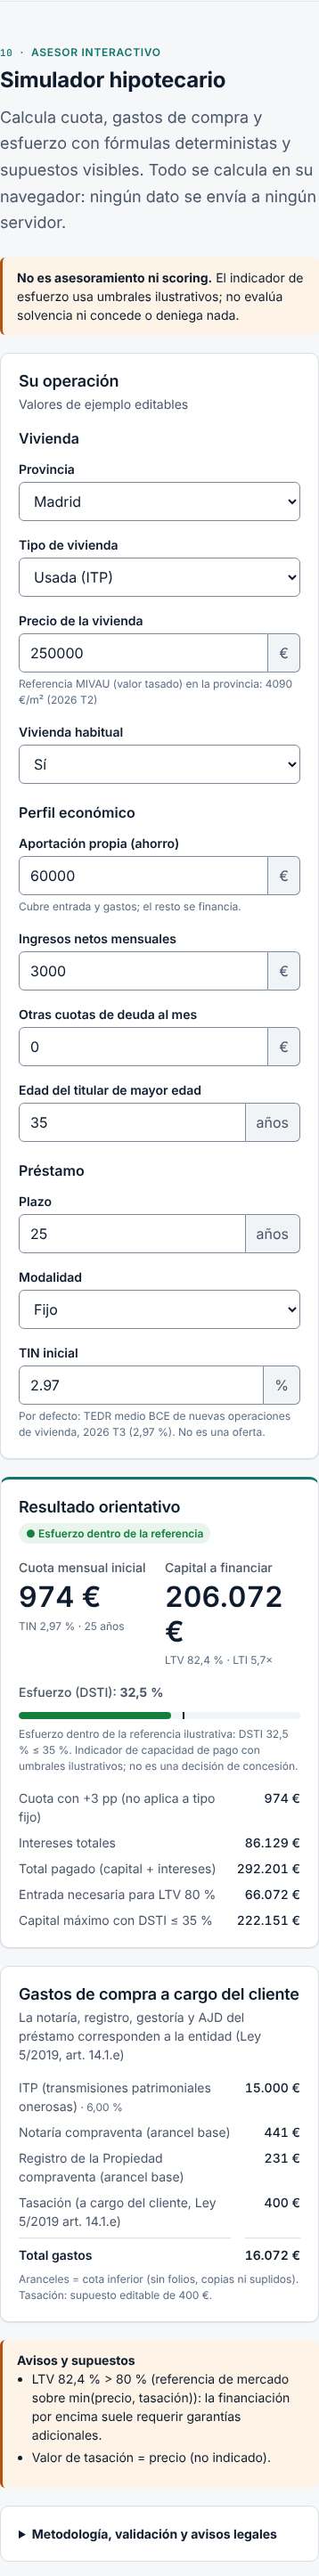 10 · ASESOR INTERACTIVO
Simulador hipotecario
Calcula cuota, gastos de compra y
esfuerzo con fórmulas deterministas y
supuestos visibles. Todo se calcula en su
navegador: ningún dato se envía a ningún
servidor.
No es asesoramiento ni scoring. El indicador de
esfuerzo usa umbrales ilustrativos; no evalúa
solvencia ni concede o deniega nada.
Su operación
Valores de ejemplo editables
Vivienda
Provincia
Madrid
Tipo de vivienda
Usada (ITP)
Precio de la vivienda
250000 €
Referencia MIVAU (valor tasado) en la provincia: 4090
€/m² (2026 T2)
Vivienda habitual
Sí
Perfil económico
Aportación propia (ahorro)
60000 €
Cubre entrada y gastos; el resto se financia.
Ingresos netos mensuales
3000 €
Otras cuotas de deuda al mes
0 €
Edad del titular de mayor edad
35 años
Préstamo
Plazo
25 años
Modalidad
Fijo
TIN inicial
2.97 %
Por defecto: TEDR medio BCE de nuevas operaciones
de vivienda, 2026 T3 (2,97 %). No es una oferta.
Resultado orientativo
Esfuerzo dentro de la referencia
Cuota mensual inicial
974 €
TIN 2,97 % · 25 años
Capital a financiar
206.072
€
LTV 82,4 % · LTI 5,7×
Esfuerzo (DSTI): 32,5 %
Esfuerzo dentro de la referencia ilustrativa: DSTI 32,5
% ≤ 35 %. Indicador de capacidad de pago con
umbrales ilustrativos; no es una decisión de concesión.
Cuota con +3 pp (no aplica a tipo 974 €
fijo)
Intereses totales 86.129 €
Total pagado (capital + intereses) 292.201 €
Entrada necesaria para LTV 80 % 66.072 €
Capital máximo con DSTI ≤ 35 % 222.151 €
Gastos de compra a cargo del cliente
La notaría, registro, gestoría y AJD del
préstamo corresponden a la entidad (Ley
5/2019, art. 14.1.e)
ITP (transmisiones patrimoniales 15.000 €
onerosas) · 6,00 %
Notaría compraventa (arancel base) 441 €
Registro de la Propiedad 231 €
compraventa (arancel base)
Tasación (a cargo del cliente, Ley 400 €
5/2019 art. 14.1.e)
Total gastos 16.072 €
Aranceles = cota inferior (sin folios, copias ni suplidos).
Tasación: supuesto editable de 400 €.
Avisos y supuestos
• LTV 82,4 % > 80 % (referencia de mercado
sobre min(precio, tasación)): la financiación
por encima suele requerir garantías
adicionales.
• Valor de tasación = precio (no indicado).
▶ Metodología, validación y avisos legales